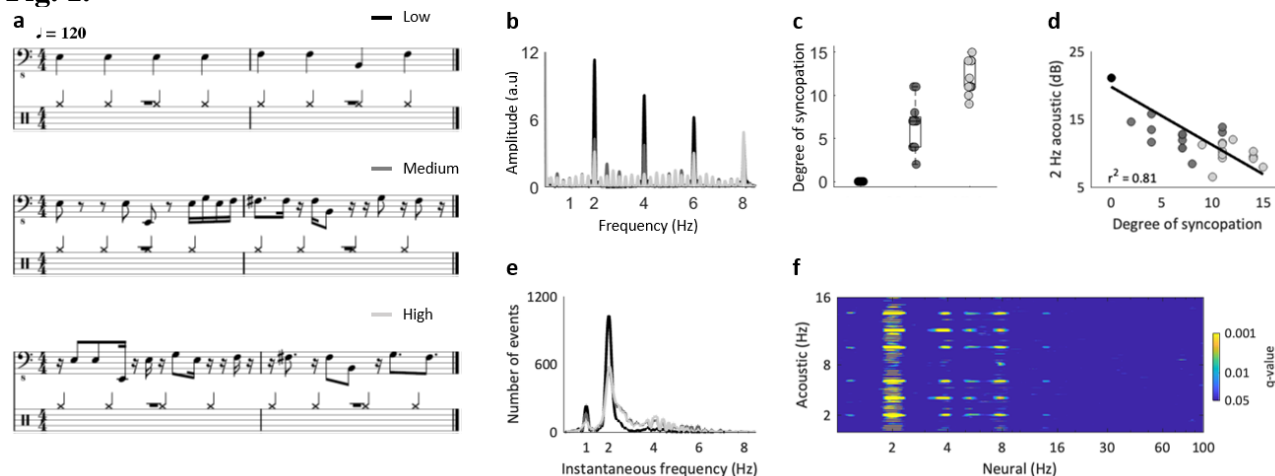 a
Low
♩ = 120
Medium
High
b
12
6
0
Amplitude (a.u)
1 2 4 6 8
Frequency (Hz)
c
15
10
5
0
Degree of syncopation
d
25
15
5
2 Hz acoustic (dB)
r² = 0.81
0 5 10 15
Degree of syncopation
e
1200
600
0
Number of events
1 2 4 6 8
Instantaneous frequency (Hz)
f
16
8
2
Acoustic (Hz)
2 4 8 16 30 60 100
Neural (Hz)
0.001
0.01
0.05
q-value